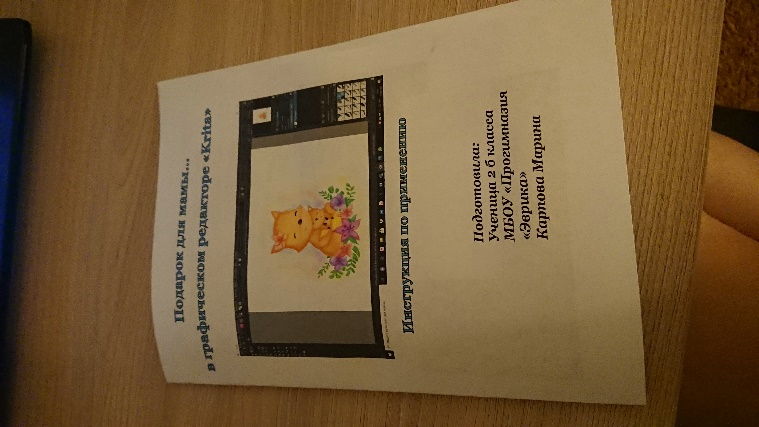 Подарок для мамы...
в графическом редакторе «Krita»
Инструкция по применению
Подготовила:
Ученица 2 б класса
МБОУ «Прогимназия
«Эврика»
Карпова Марина